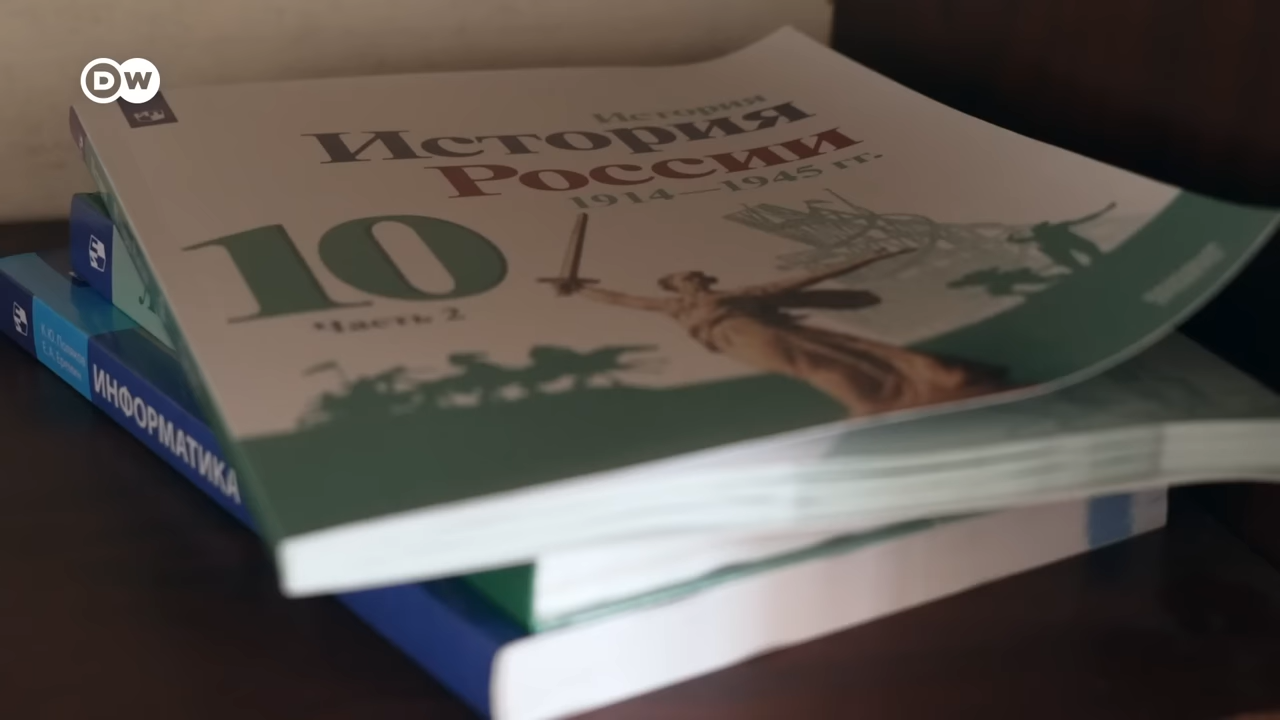 DW
История
История
России
1914—1945 гг.
10
Часть 2
ИНФОРМАТИКА